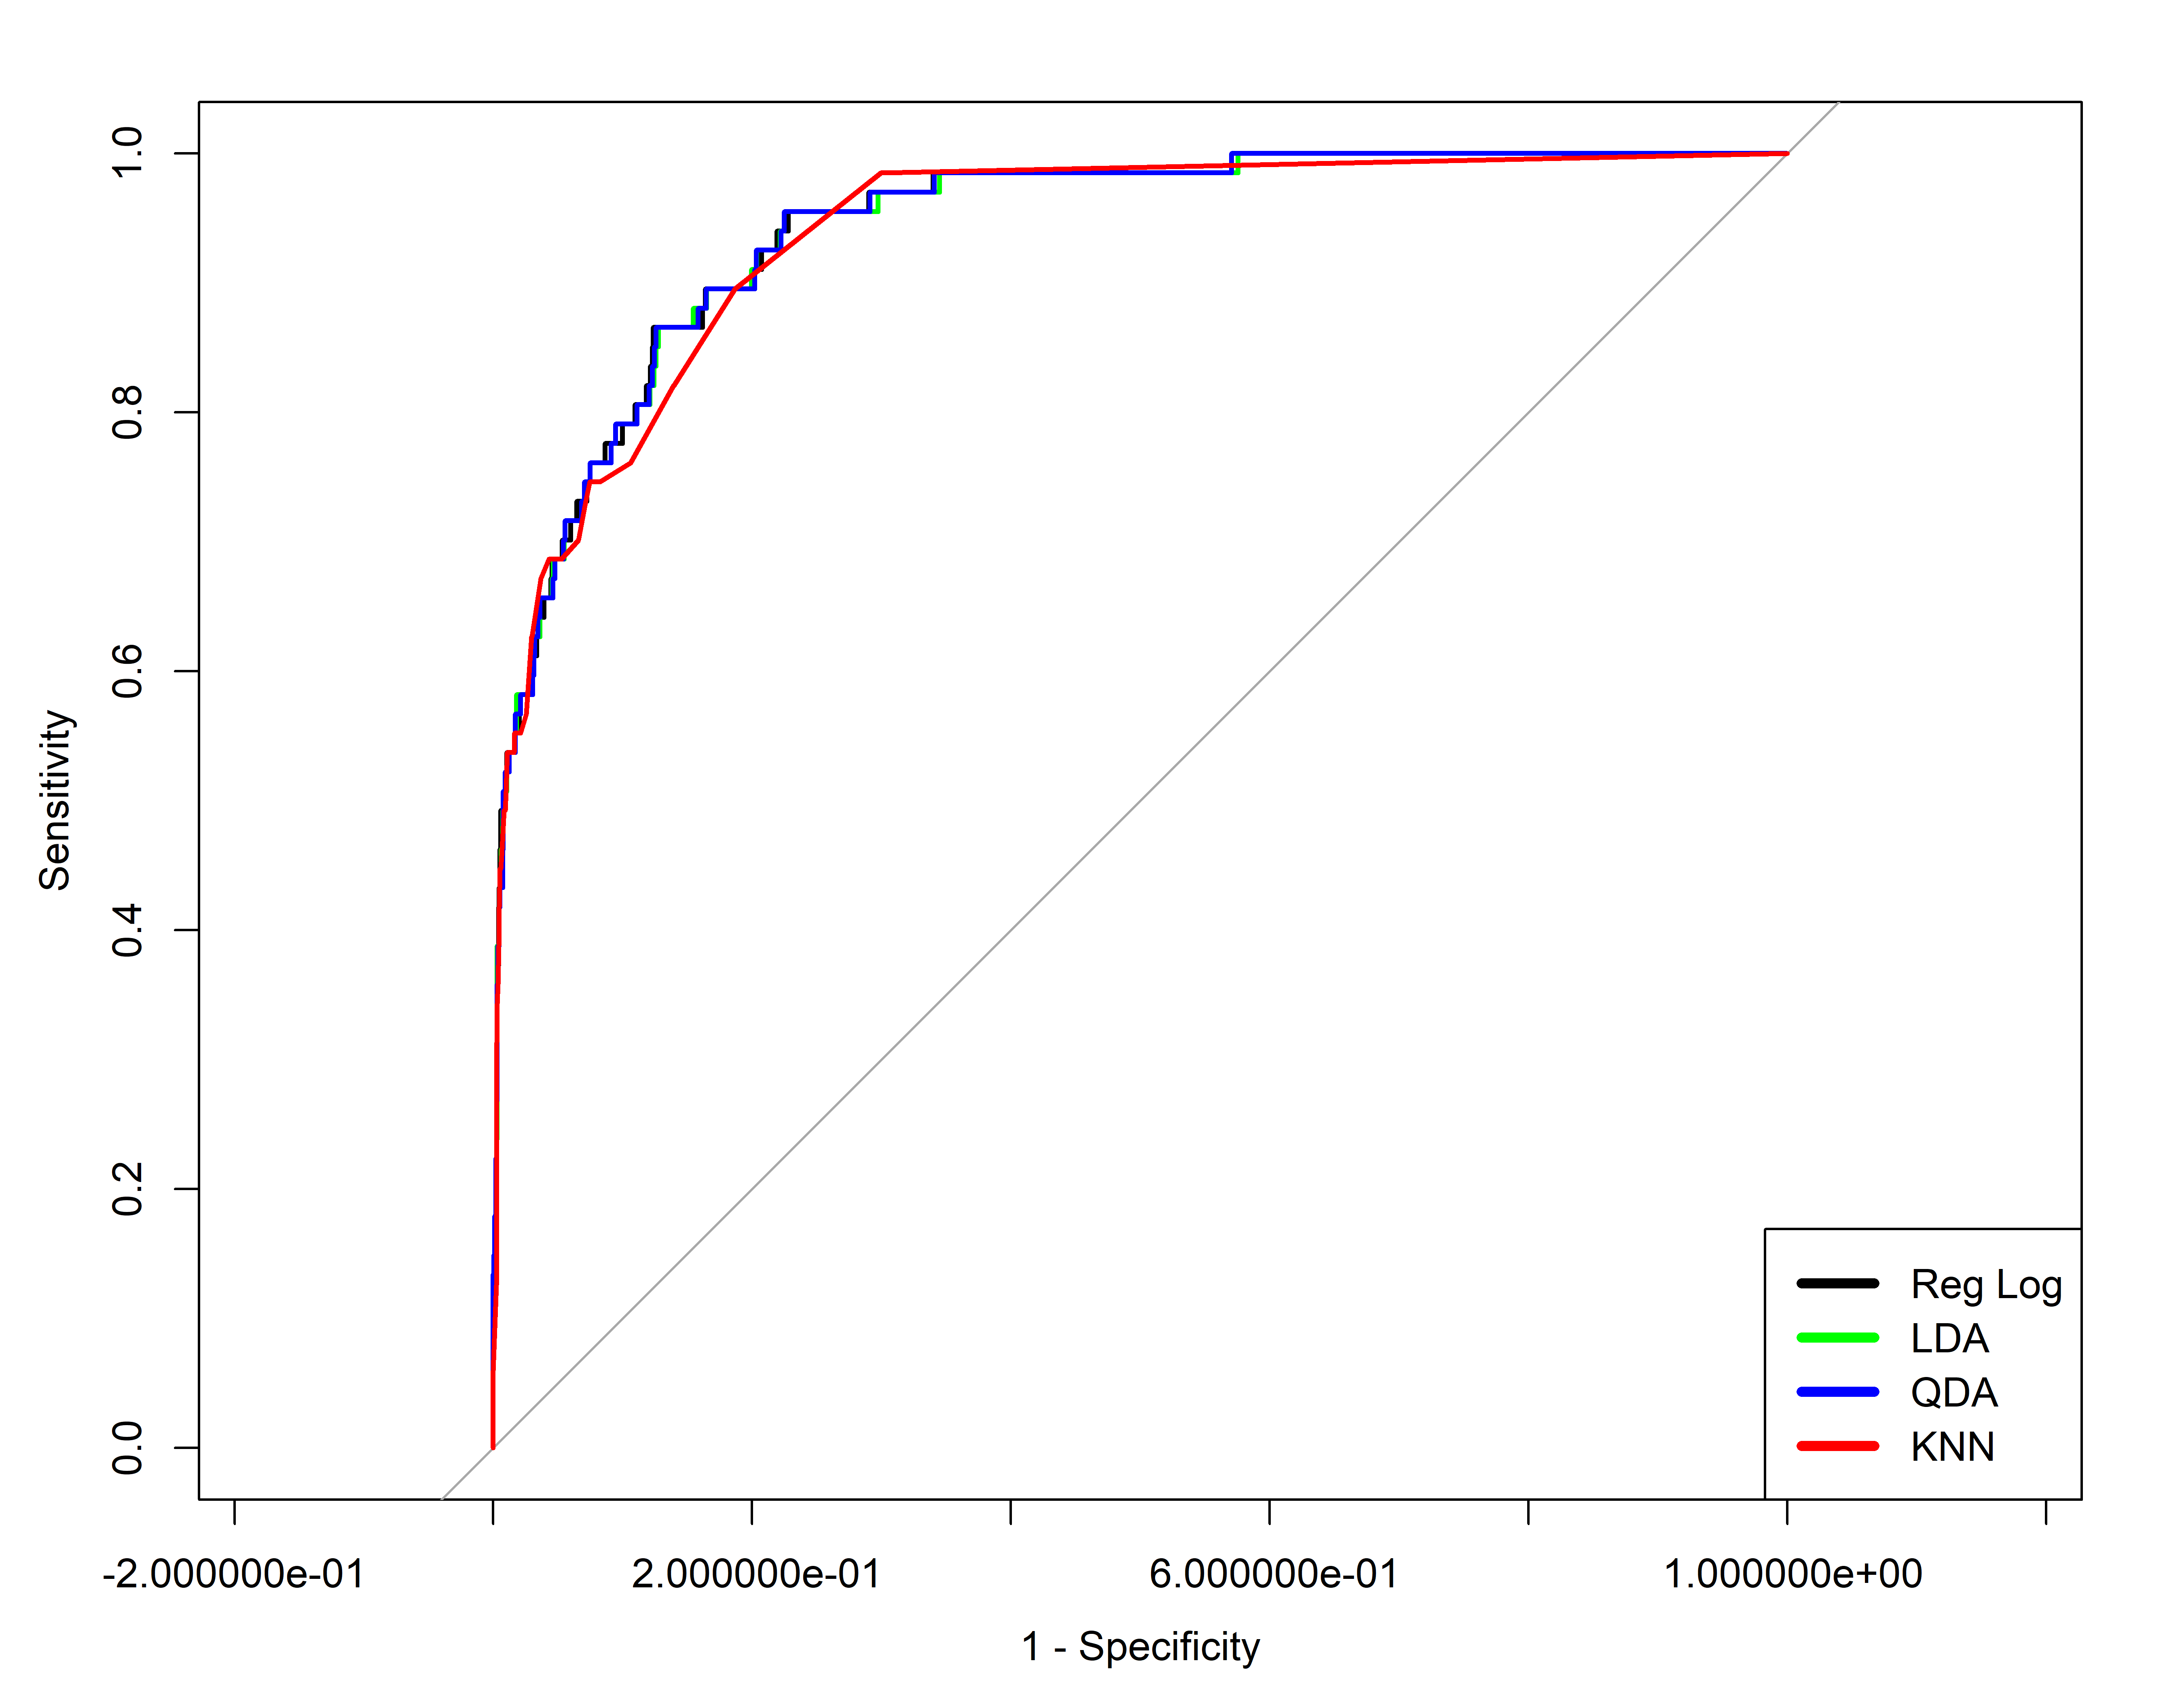 Sensitivity
1.0
0.8
0.6
0.4
0.2
0.0
Reg Log
LDA
QDA
KNN
-2.000000e-01 2.000000e-01 6.000000e-01 1.000000e+00
1 - Specificity